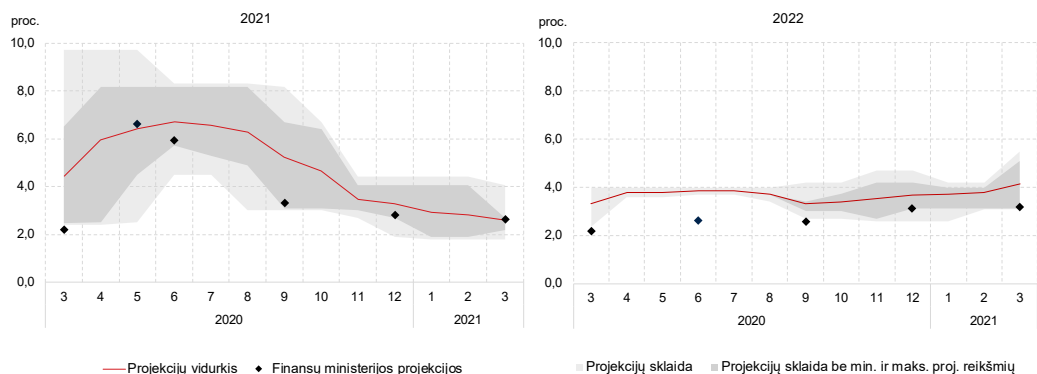 proc.
2021
10,0
8,0
6,0
4,0
2,0
0,0
3 4 5 6 7 8 9 10 11 12 1 2 3
2020 2021
proc.
2022
10,0
8,0
6,0
4,0
2,0
0,0
3 4 5 6 7 8 9 10 11 12 1 2 3
2020 2021
Projekcijų vidurkis Finansų ministerijos projekcijos
Projekcijų sklaida Projekcijų sklaida be min. ir maks. proj. reikšmių